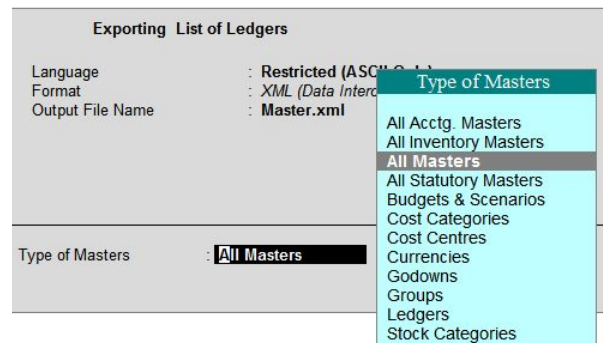 Exporting List of Ledgers
Language : Restricted (ASCII
Format : XML (Data
Output File Name : Master.xml
Type of Masters : All Masters
Type of Masters
All Acctg. Masters
All Inventory Masters
All Masters
All Statutory Masters
Budgets & Scenarios
Cost Categories
Cost Centres
Currencies
Godowns
Groups
Ledgers
Stock Categories